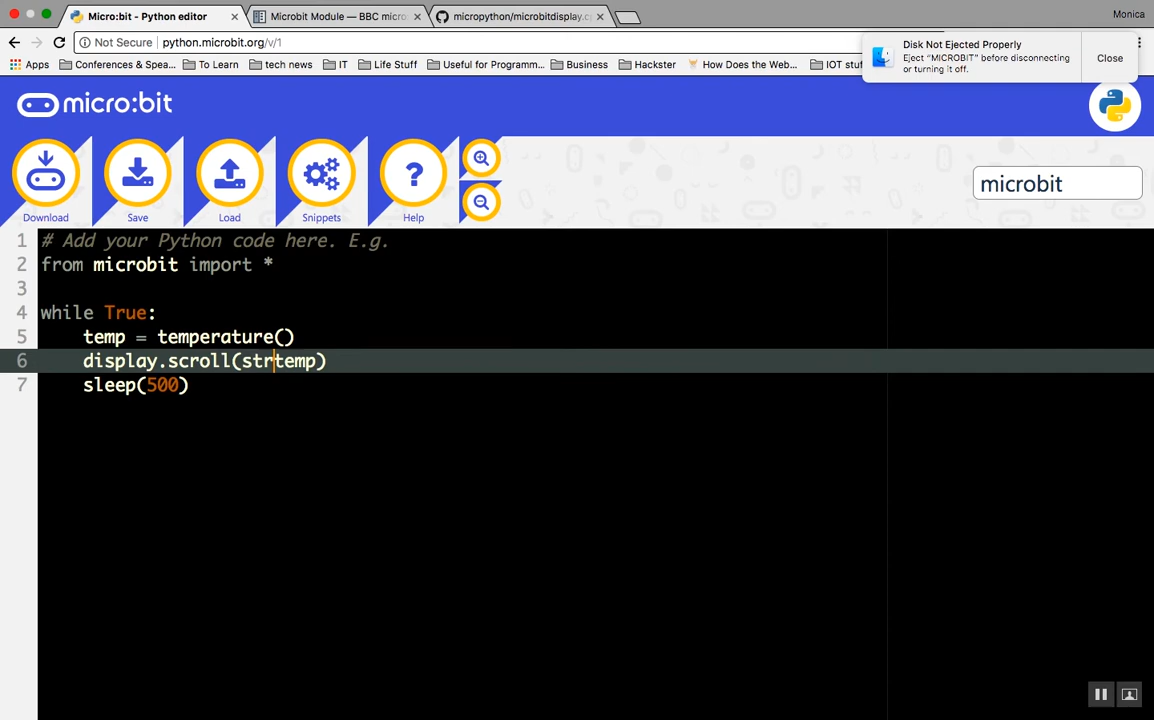 Micro:bit - Python editor
Microbit Module — BBC micro
micropython/microbitdisplay.c
Monica
Not Secure
python.microbit.org/v/1
Apps
Conferences & Spea...
To Learn
tech news
IT
Life Stuff
Useful for Programm...
Business
Hackster
How Does the Web...
IOT stuf
Disk Not Ejected Properly
Eject “MICROBIT” before disconnecting
or turning it off.
Close
micro:bit
Download
Save
Load
Snippets
?
Help
microbit
1 # Add your Python code here. E.g.
2 from microbit import *
3
4 while True:
5 temp = temperature()
6 display.scroll(strtemp)
7 sleep(500)